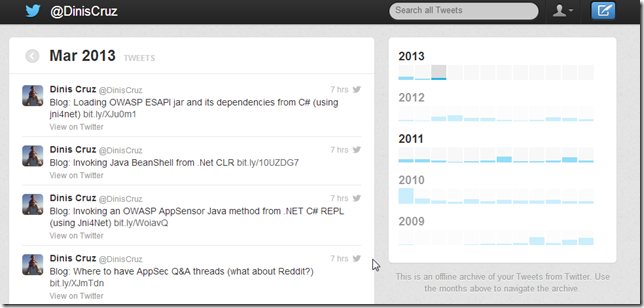 @DinisCruz
Search all Tweets
Mar 2013 TWEETS
Dinis Cruz @DinisCruz 7 hrs
Blog: Loading OWASP ESAPI jar and its dependencies from C# (using
jni4net) bit.ly/XJu0m1
View on Twitter
Dinis Cruz @DinisCruz 7 hrs
Blog: Invoking Java BeanShell from .Net CLR bit.ly/10UZDG7
View on Twitter
Dinis Cruz @DinisCruz 7 hrs
Blog: Invoking an OWASP AppSensor Java method from .NET C# REPL
(using Jni4Net) bit.ly/WoiavQ
View on Twitter
Dinis Cruz @DinisCruz 7 hrs
Blog: Where to have AppSec Q&A threads (what about Reddit?)
bit.ly/XJmTdn
View on Twitter
2013
2012
2011
2010
2009
This is an offline archive of your Tweets from Twitter. Use
the months above to navigate the archive.